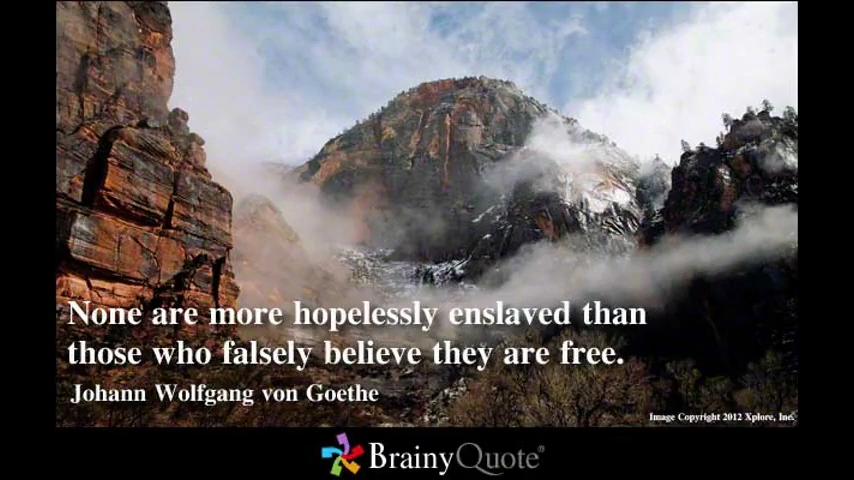 None are more hopelessly enslaved than
those who falsely believe they are free.
Johann Wolfgang von Goethe
Image Copyright 2012 Xplore, Inc.
BrainyQuote®